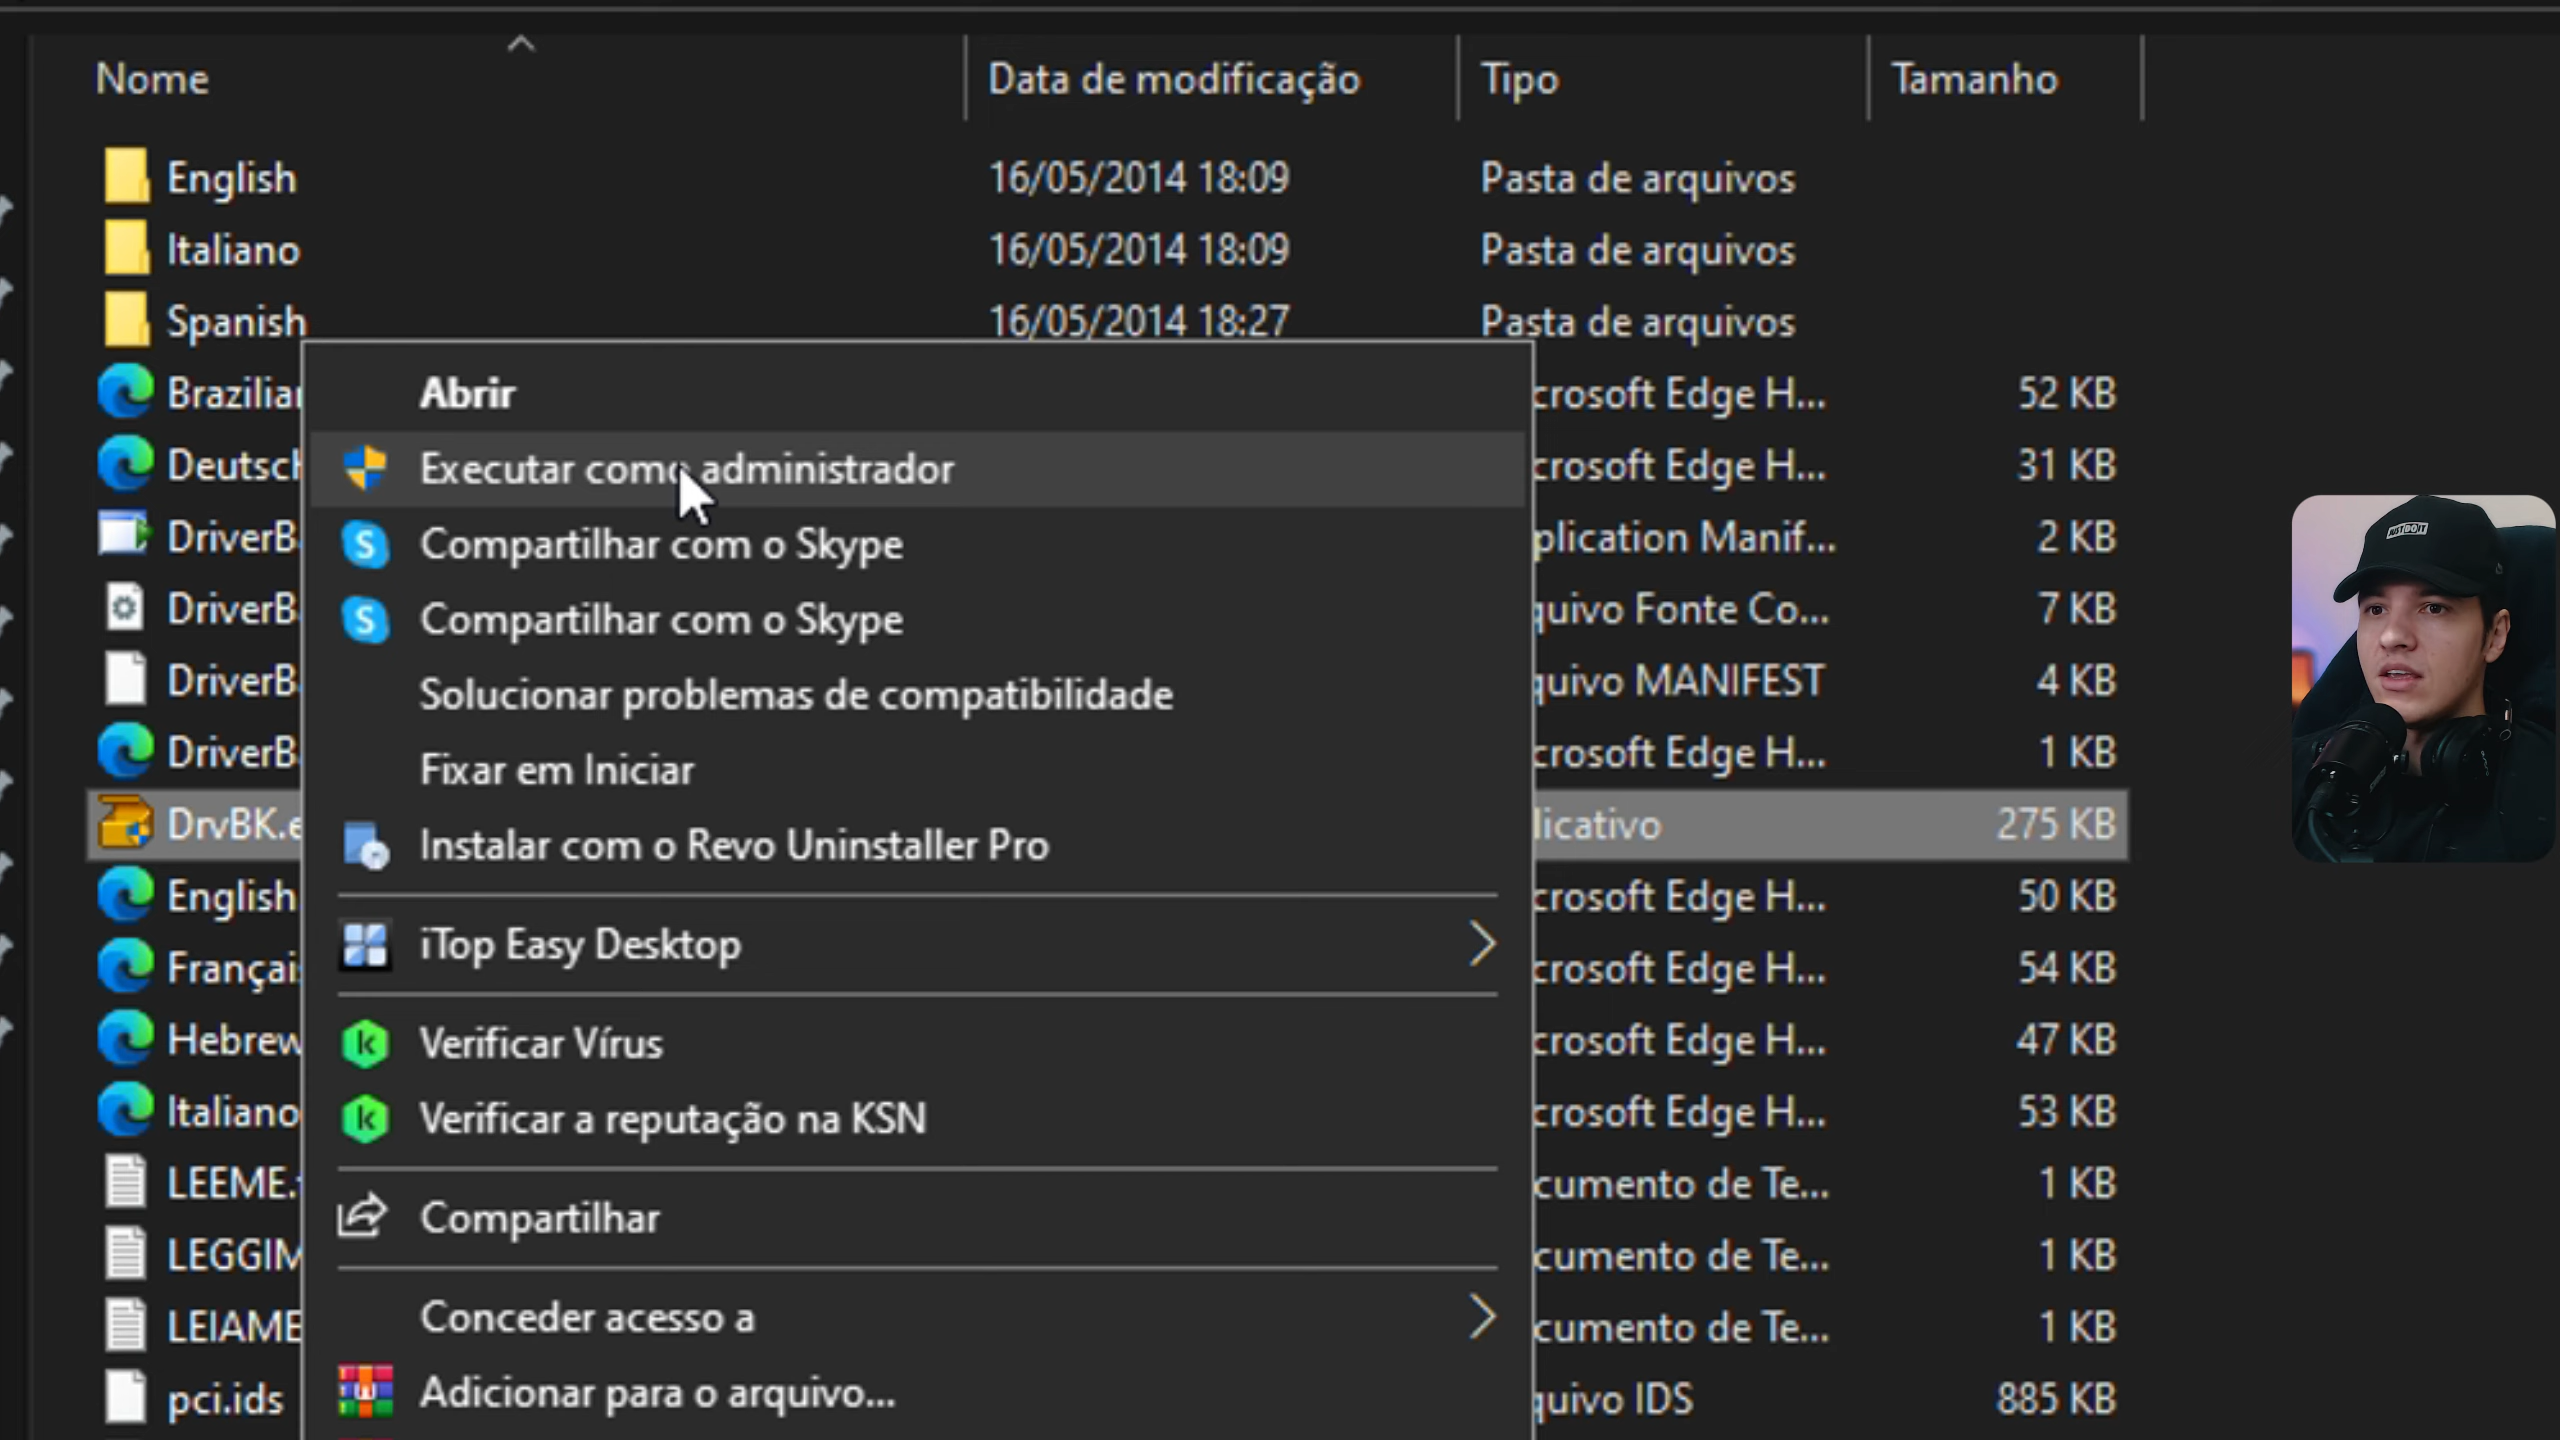 Nome Data de modificação Tipo Tamanho
English 16/05/2014 18:09 Pasta de arquivos
Italiano 16/05/2014 18:09 Pasta de arquivos
Spanish 16/05/2014 18:27 Pasta de arquivos
Brazilian crosoft Edge H... 52 KB
Deutsch crosoft Edge H... 31 KB
DriverB plication Manif... 2 KB
DriverB quivo Fonte Co... 7 KB
DriverB quivo MANIFEST 4 KB
DriverB crosoft Edge H... 1 KB
DrvBK.e licativo 275 KB
English crosoft Edge H... 50 KB
Françai crosoft Edge H... 54 KB
Hebrew crosoft Edge H... 47 KB
Italiano crosoft Edge H... 53 KB
LEEME. cumento de Te... 1 KB
LEGGIM cumento de Te... 1 KB
LEIAME cumento de Te... 1 KB
pci.ids quivo IDS 885 KB
Abrir
Executar como administrador
Compartilhar com o Skype
Compartilhar com o Skype
Solucionar problemas de compatibilidade
Fixar em Iniciar
Instalar com o Revo Uninstaller Pro
iTop Easy Desktop
Verificar Vírus
Verificar a reputação na KSN
Compartilhar
Conceder acesso a
Adicionar para o arquivo...
JUST DO IT